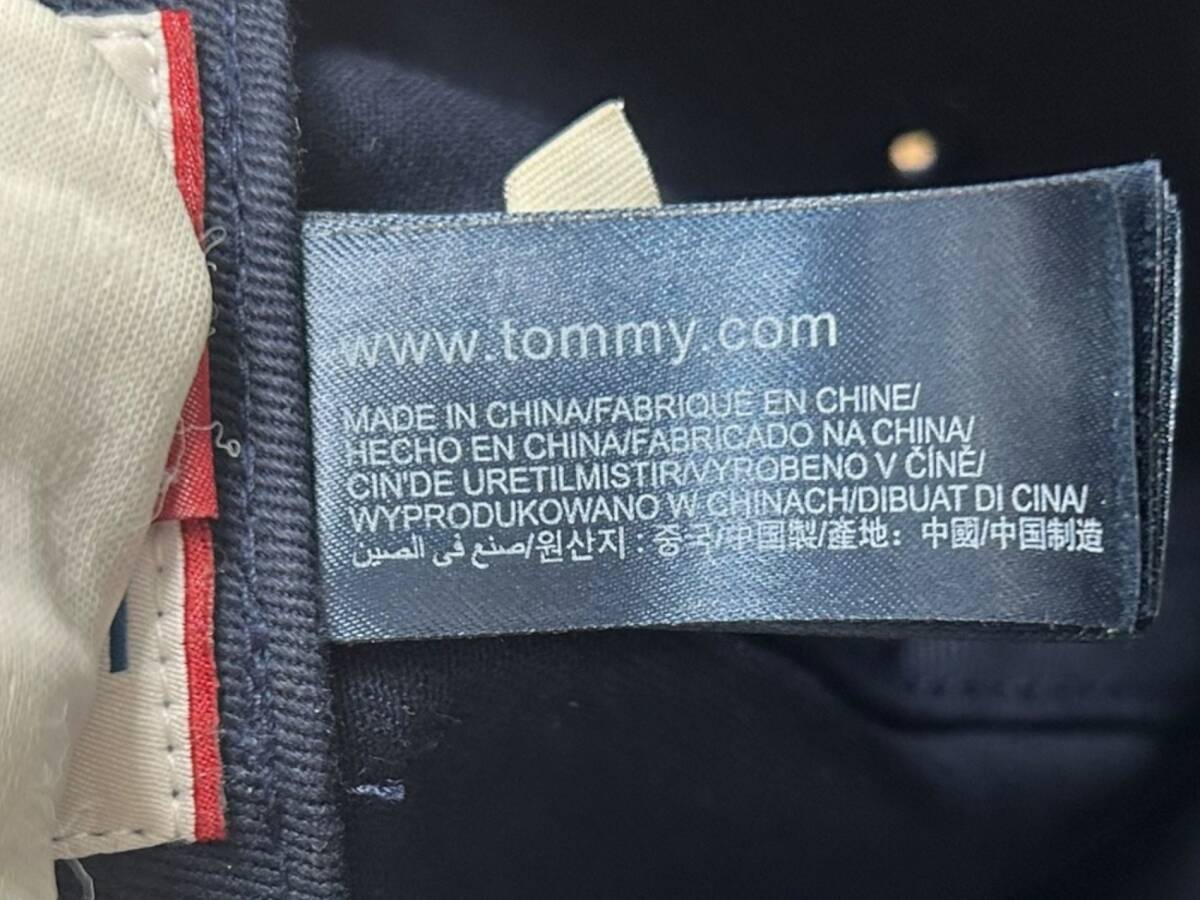 www.tommy.com
MADE IN CHINA/FABRIQUÉ EN CHINE/
HECHO EN CHINA/FABRICADO NA CHINA/
CIN'DE URETILMISTIR/VYROBENO V ČÍNĚ/
WYPRODUKOWANO W CHINACH/DIBUAT DI CINA/
صنع في الصين/원산지 : 중국/中国製/產地: 中國/中国制造